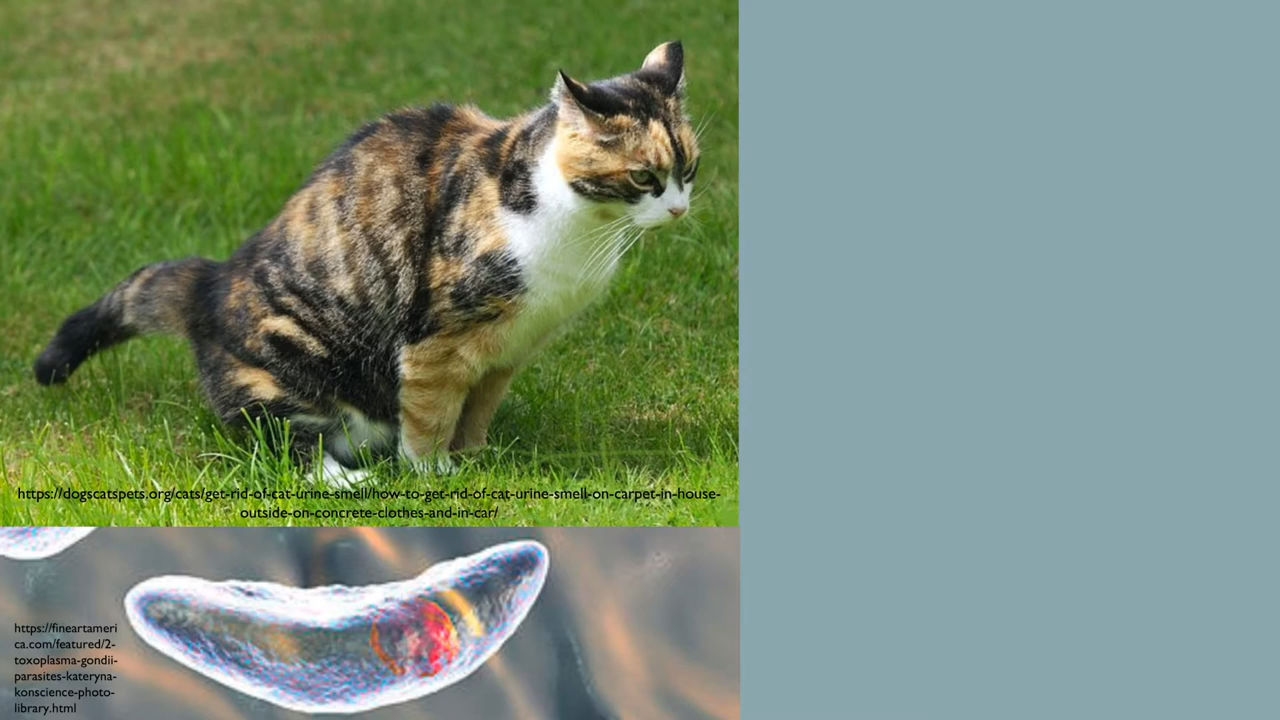 https://dogscatspets.org/cats/get-rid-of-cat-urine-smell/how-to-get-rid-of-cat-urine-smell-on-carpet-in-house-
outside-on-concrete-clothes-and-in-car/
https://fineartameri
ca.com/featured/2-
toxoplasma-gondii-
parasites-kateryna-
konscience-photo-
library.html